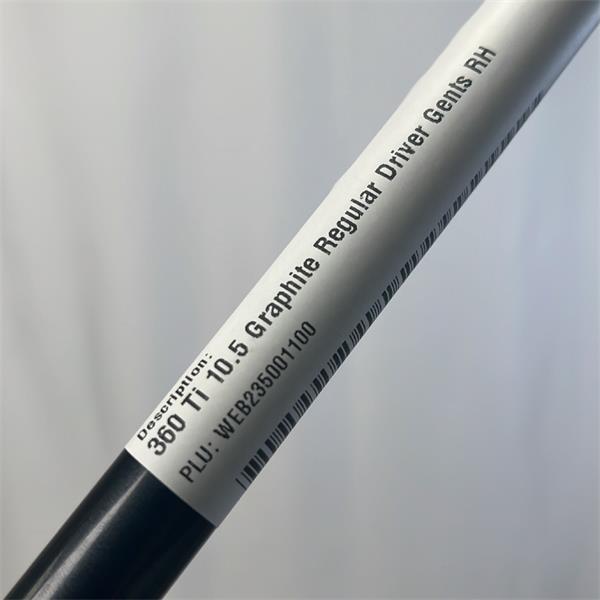 Description:
360 Ti 10.5 Graphite Regular Driver Gents RH
PLU: WEB235001100